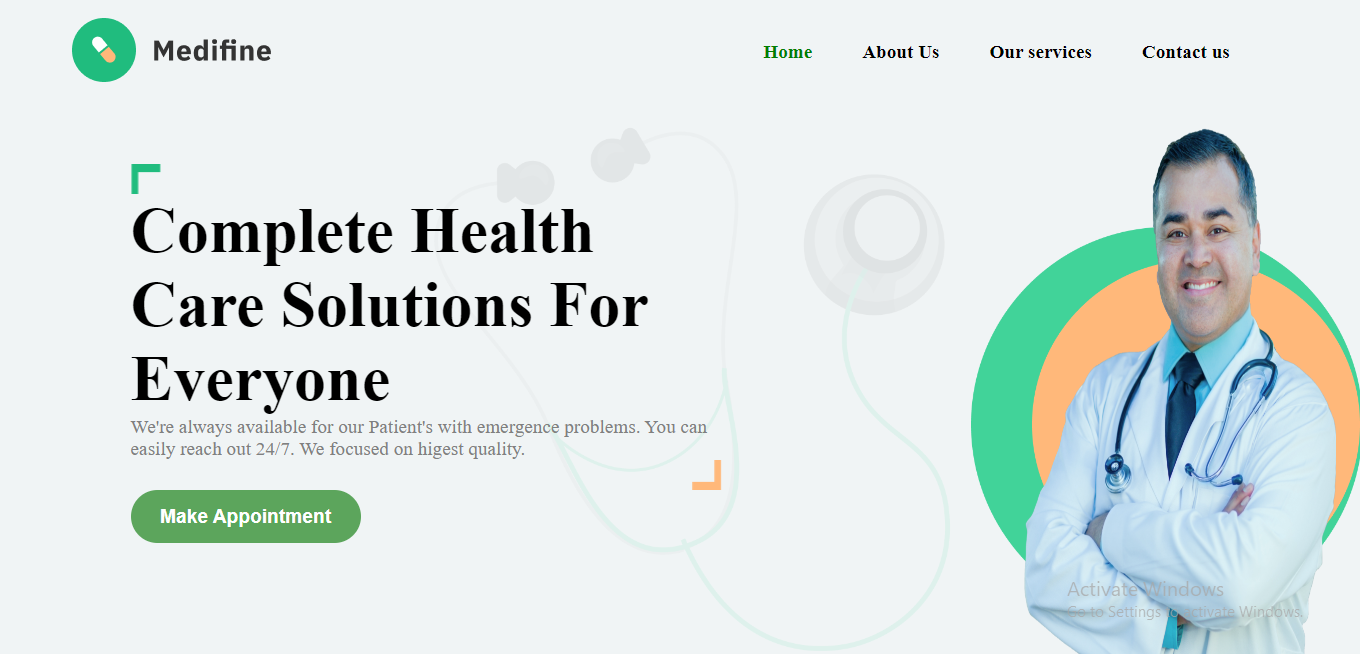 Medifine
Home About Us Our services Contact us
Complete Health
Care Solutions For
Everyone
We're always available for our Patient's with emergence problems. You can
easily reach out 24/7. We focused on higest quality.
Make Appointment
Activate Windows
Go to Settings to activate Windows.